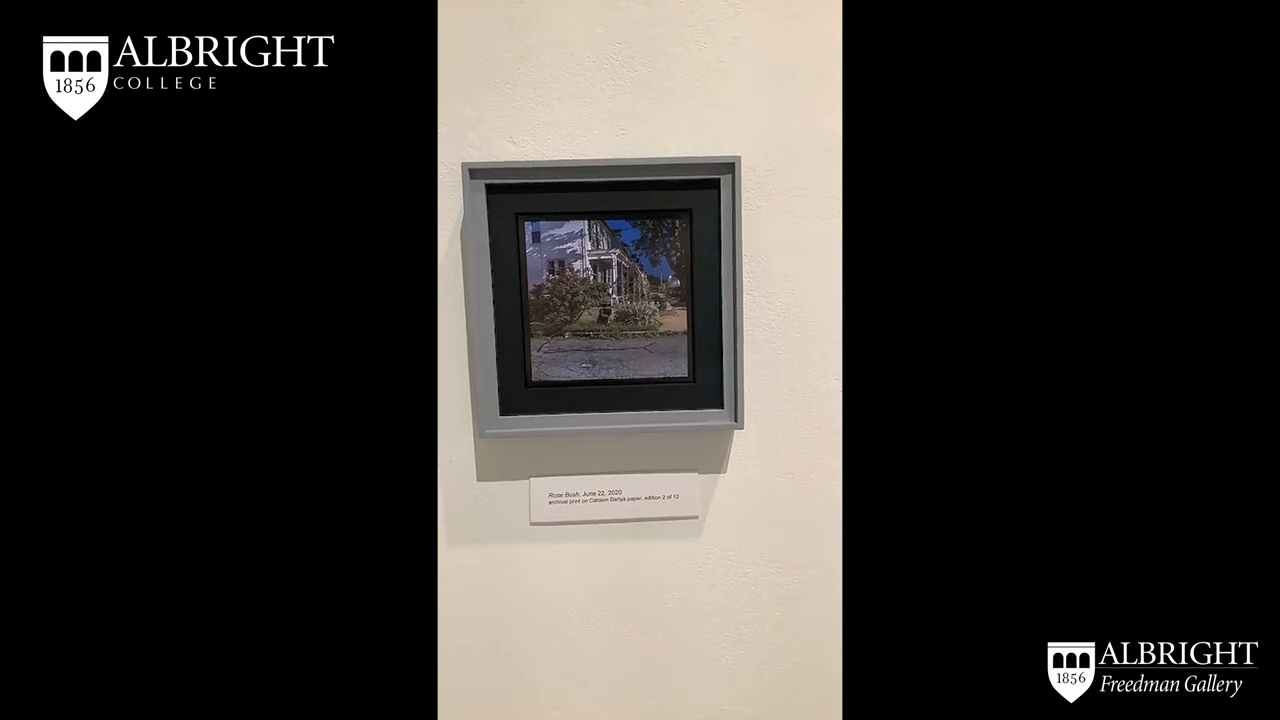 ALBRIGHT
COLLEGE
1856
Rose Bush, June 22, 2020
archival print on Canson Bartya paper, edition 2 of 12
ALBRIGHT
1856
Freedman Gallery